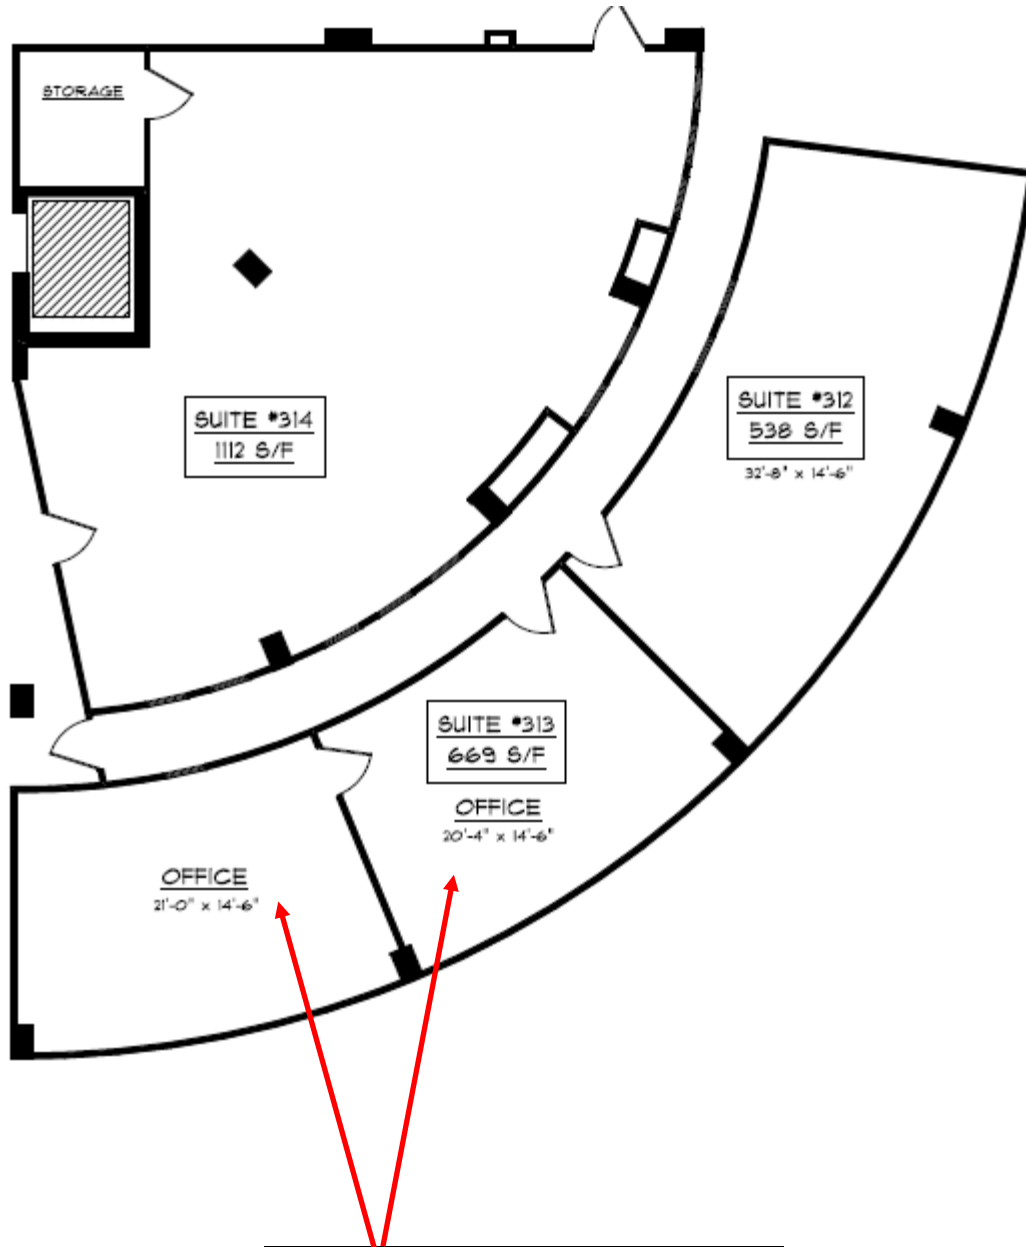 STORAGE
SUITE #314
1112 S/F
SUITE #312
538 S/F
32'-8" x 14'-6"
SUITE #313
669 S/F
OFFICE
20'-4" x 14'-6"
OFFICE
21'-0" x 14'-6"